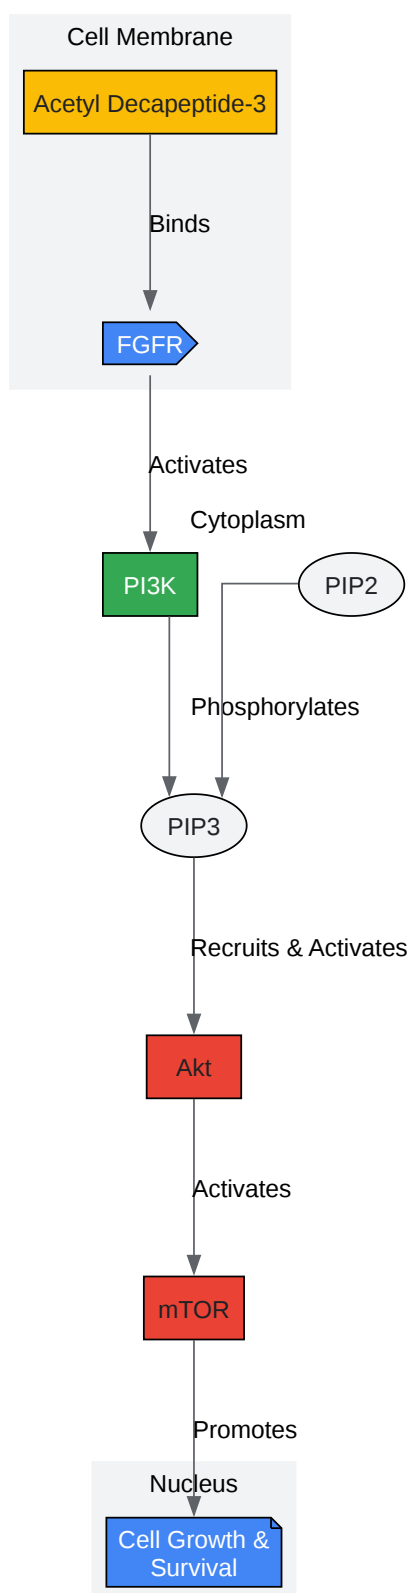 Cell Membrane
Acetyl Decapeptide-3
Binds
FGFR
Activates
Cytoplasm
PI3K
PIP2
Phosphorylates
PIP3
Recruits & Activates
Akt
Activates
mTOR
Promotes
Nucleus
Cell Growth &
Survival